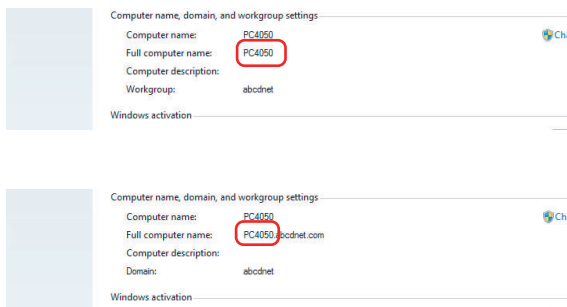 Computer name, domain, and workgroup settings
Computer name: PC4050
Full computer name: PC4050
Computer description:
Workgroup: abcdnet
Windows activation
Computer name, domain, and workgroup settings
Computer name: PC4050
Full computer name: PC4050.abcdnet.com
Computer description:
Domain: abcdnet
Windows activation